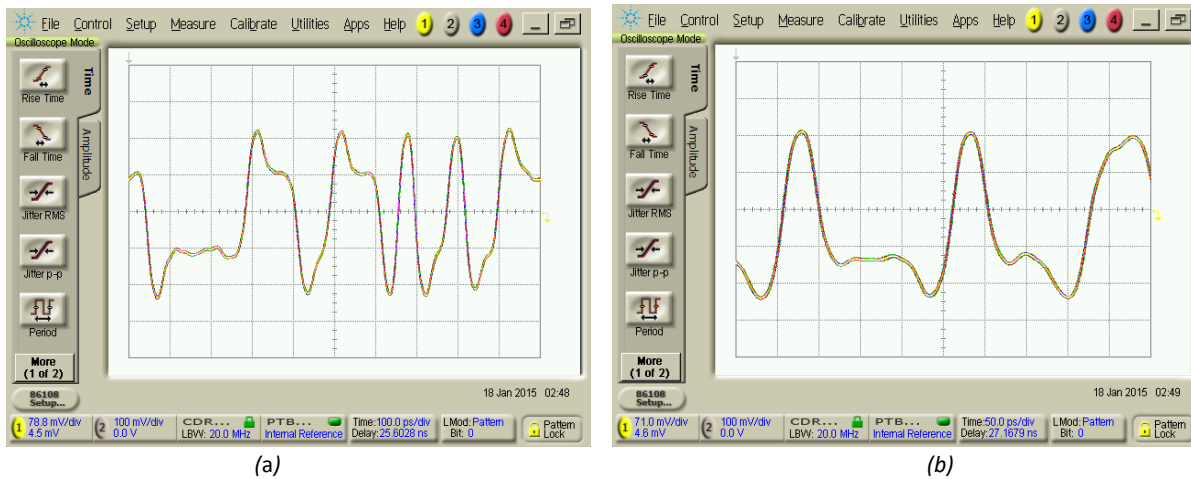 File Control Setup Measure Calibrate Utilities Apps Help 1 2 3 4
Oscilloscope Mode
Time
Amplitude
Rise Time
Fall Time
Jitter RMS
Jitter p-p
Period
More
(1 of 2)
86108
Setup...
18 Jan 2015 02:48
1 78.8 mV/div
4.5 mV
2 100 mV/div
0.0 V
CDR...
LBW: 20.0 MHz
PTB...
Internal Reference
Time:100.0 ps/div
Delay:25.6028 ns
LMod: Pattern
Bit: 0
Pattern
Lock
(a)
File Control Setup Measure Calibrate Utilities Apps Help 1 2 3 4
Oscilloscope Mode
Time
Amplitude
Rise Time
Fall Time
Jitter RMS
Jitter p-p
Period
More
(1 of 2)
86108
Setup...
18 Jan 2015 02:49
1 71.0 mV/div
4.6 mV
2 100 mV/div
0.0 V
CDR...
LBW: 20.0 MHz
PTB...
Internal Reference
Time:50.0 ps/div
Delay:27.1679 ns
LMod: Pattern
Bit: 0
Pattern
Lock
(b)